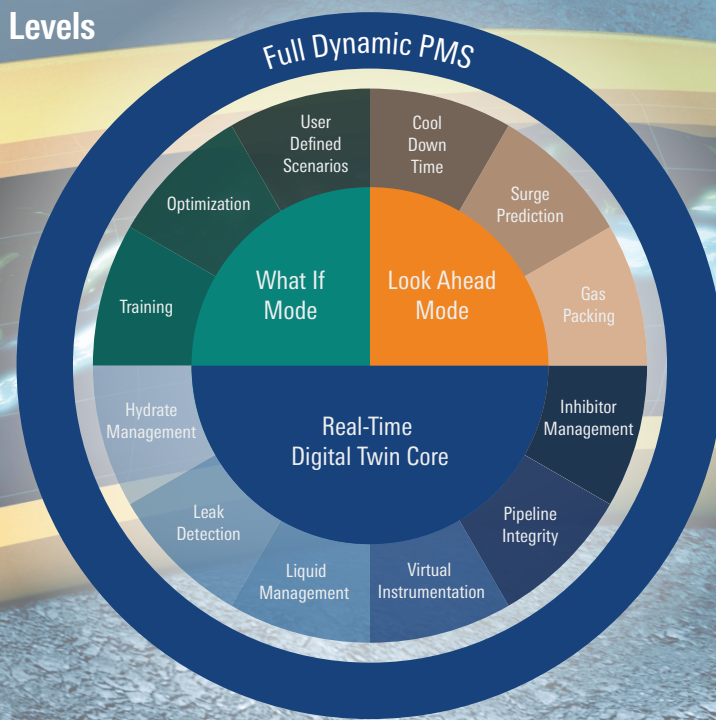 Levels
Full Dynamic PMS
User
Defined
Scenarios
Cool
Down
Time
Optimization
Surge
Prediction
Training
What If
Mode
Look Ahead
Mode
Gas
Packing
Hydrate
Management
Real-Time
Digital Twin Core
Inhibitor
Management
Leak
Detection
Pipeline
Integrity
Liquid
Management
Virtual
Instrumentation